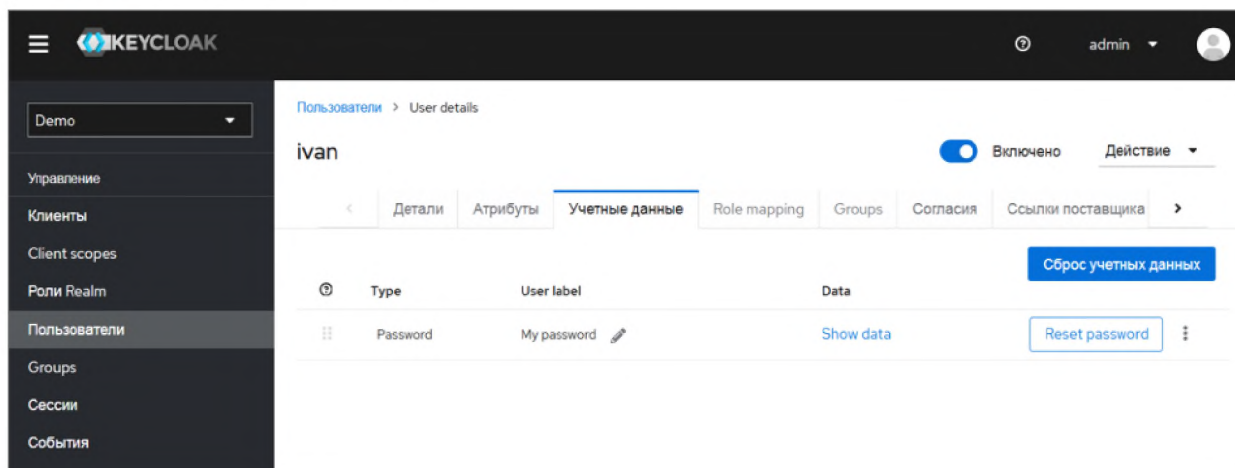 KEYCLOAK
admin
Demo
Управление
Клиенты
Client scopes
Роли Realm
Пользователи
Groups
Сессии
События
Пользователи > User details
ivan
Включено Действие
Детали Атрибуты Учетные данные Role mapping Groups Согласия Ссылки поставщика
Сброс учетных данных
Type User label Data
Password My password Show data Reset password